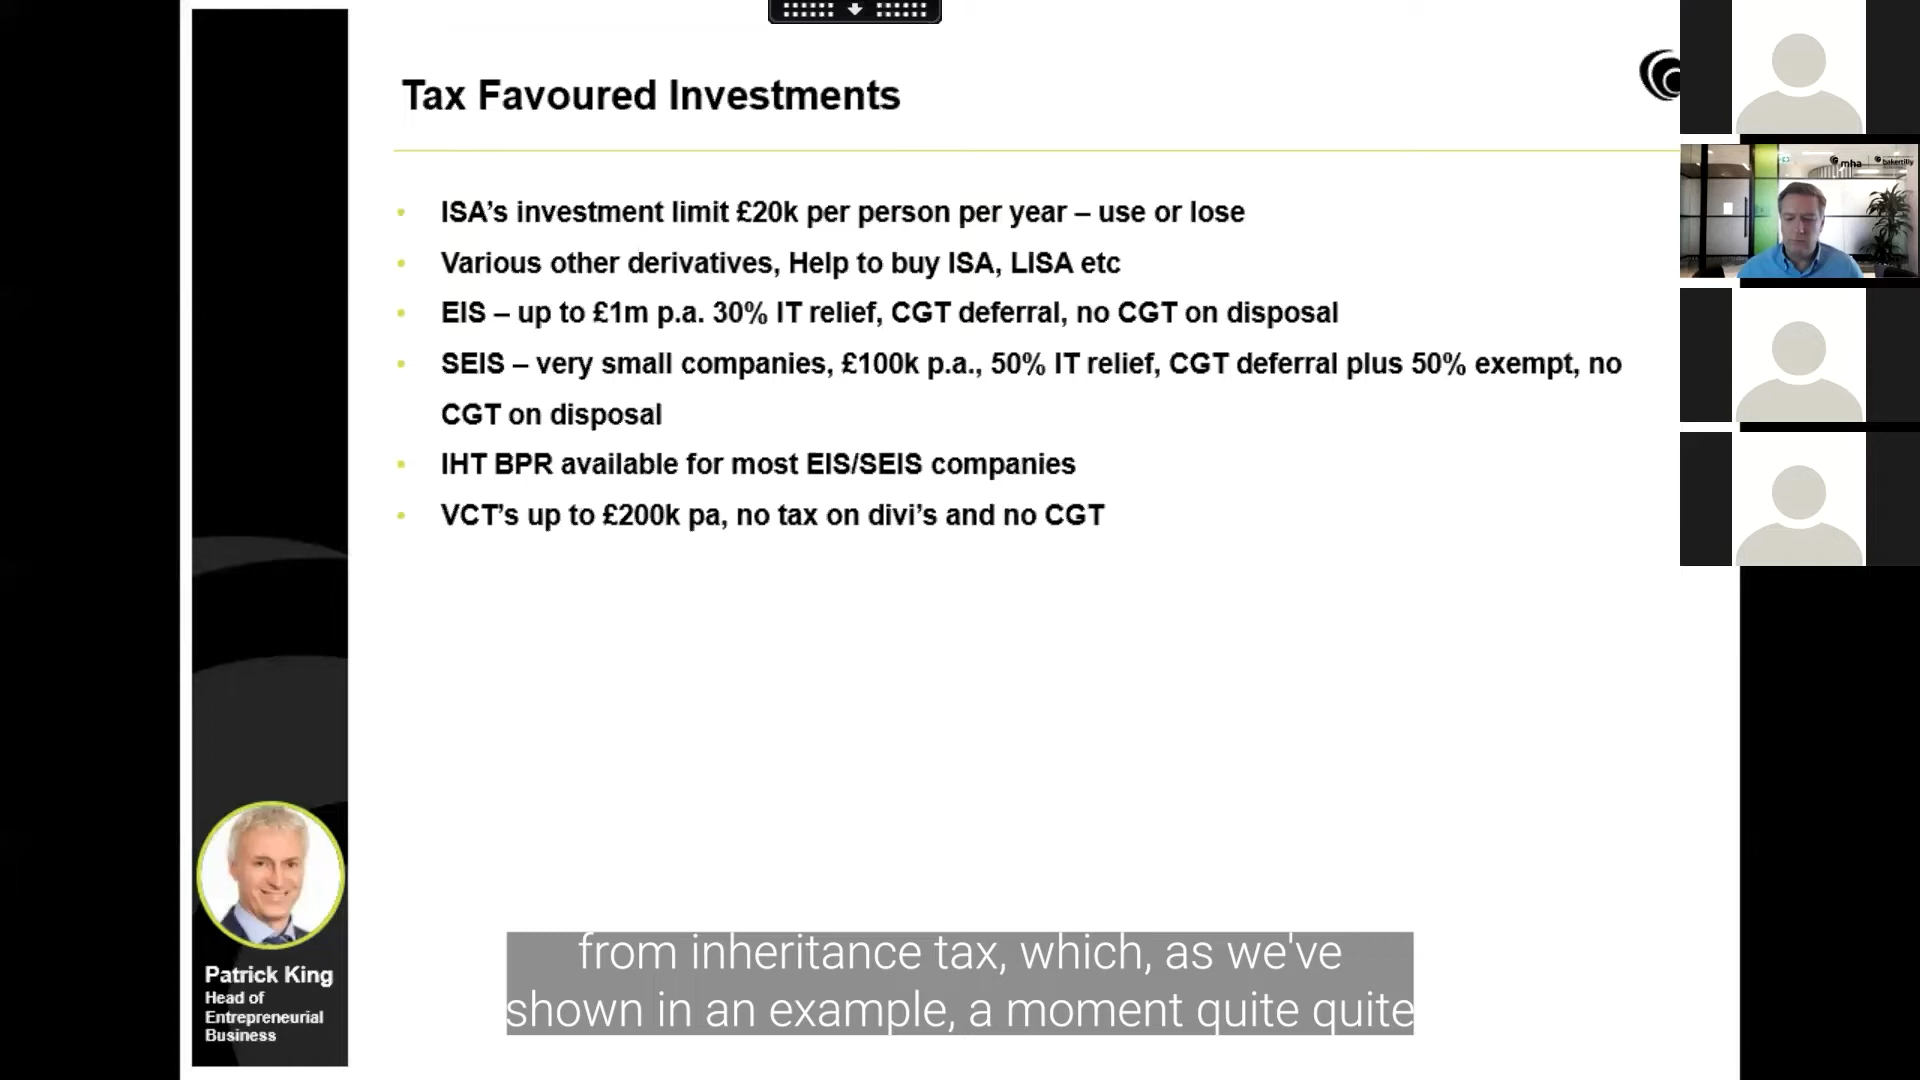 Tax Favoured Investments
• ISA’s investment limit £20k per person per year – use or lose
• Various other derivatives, Help to buy ISA, LISA etc
• EIS – up to £1m p.a. 30% IT relief, CGT deferral, no CGT on disposal
• SEIS – very small companies, £100k p.a., 50% IT relief, CGT deferral plus 50% exempt, no
CGT on disposal
• IHT BPR available for most EIS/SEIS companies
• VCT’s up to £200k pa, no tax on divi’s and no CGT
mha
bakertilly
Patrick King
Head of
Entrepreneurial
Business
from inheritance tax, which, as we've
shown in an example, a moment quite quite